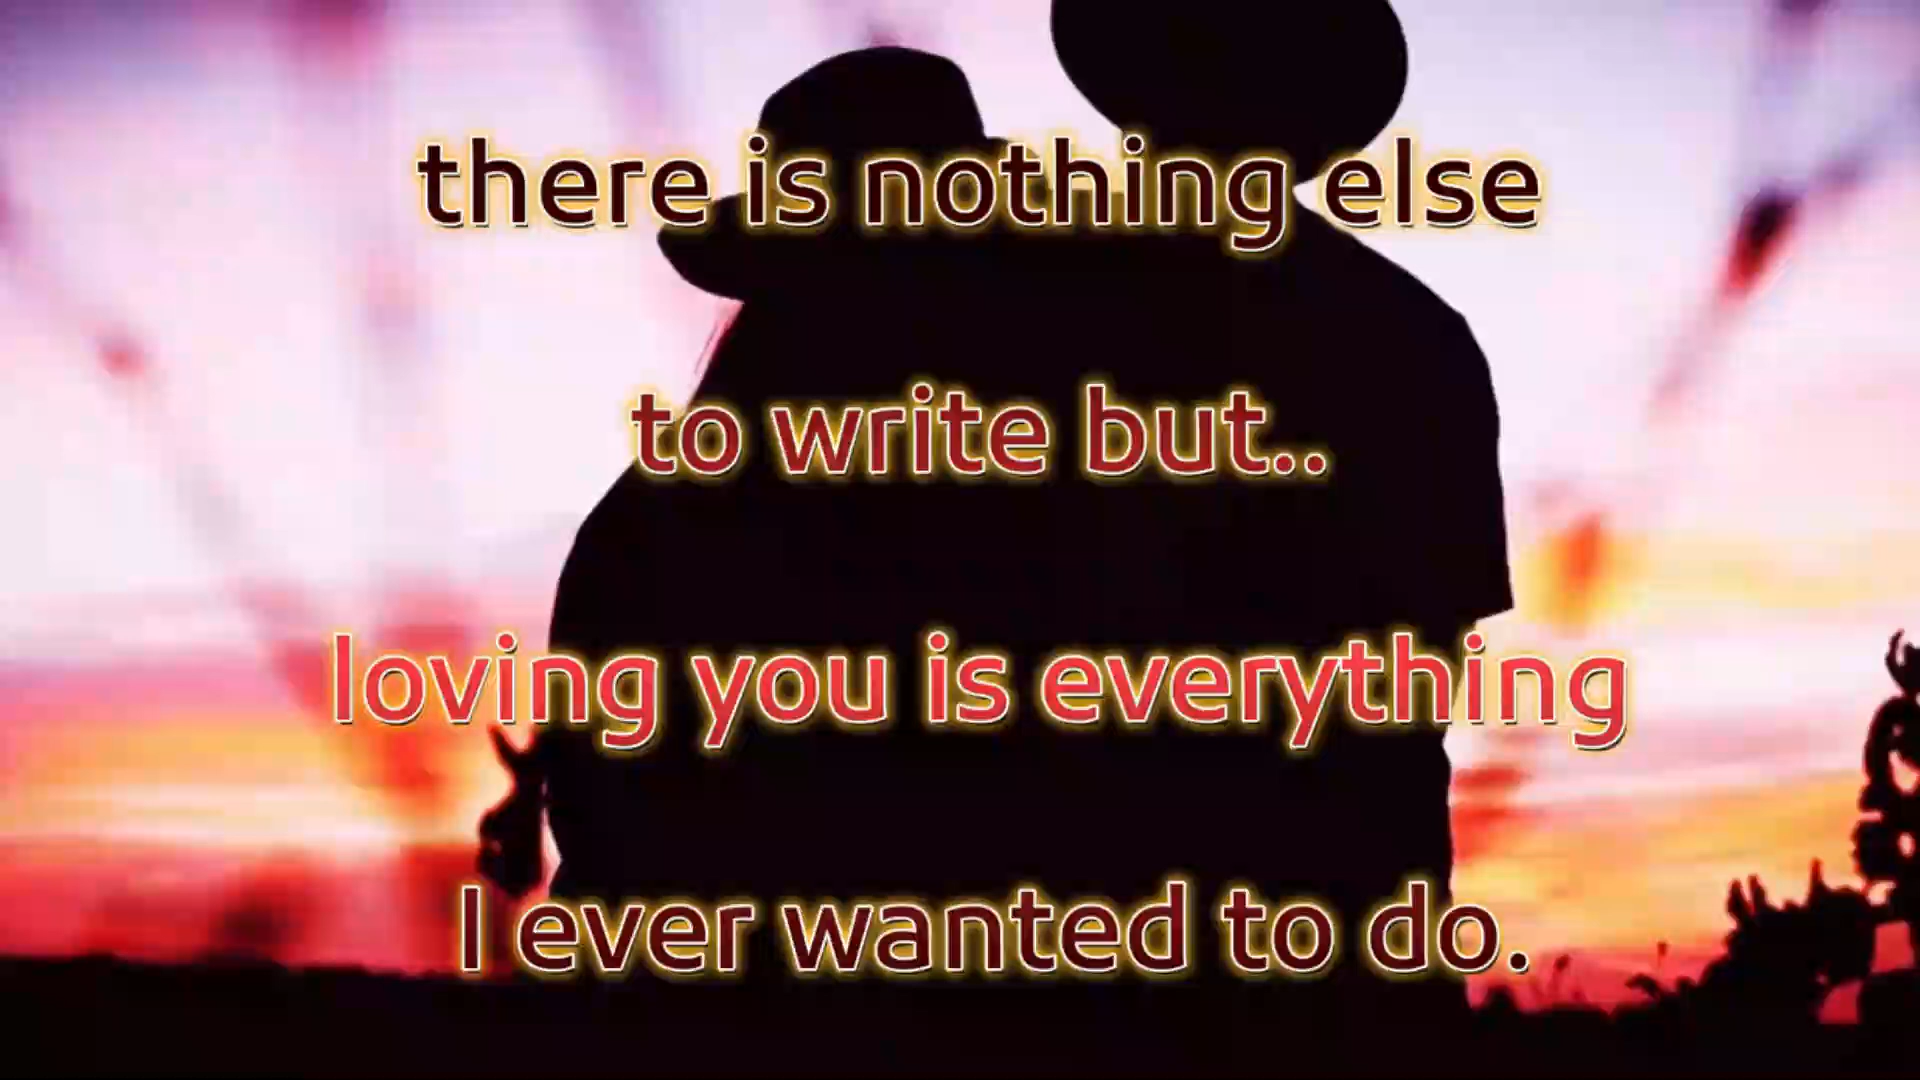 there is nothing else
to write but..
loving you is everything
I ever wanted to do.